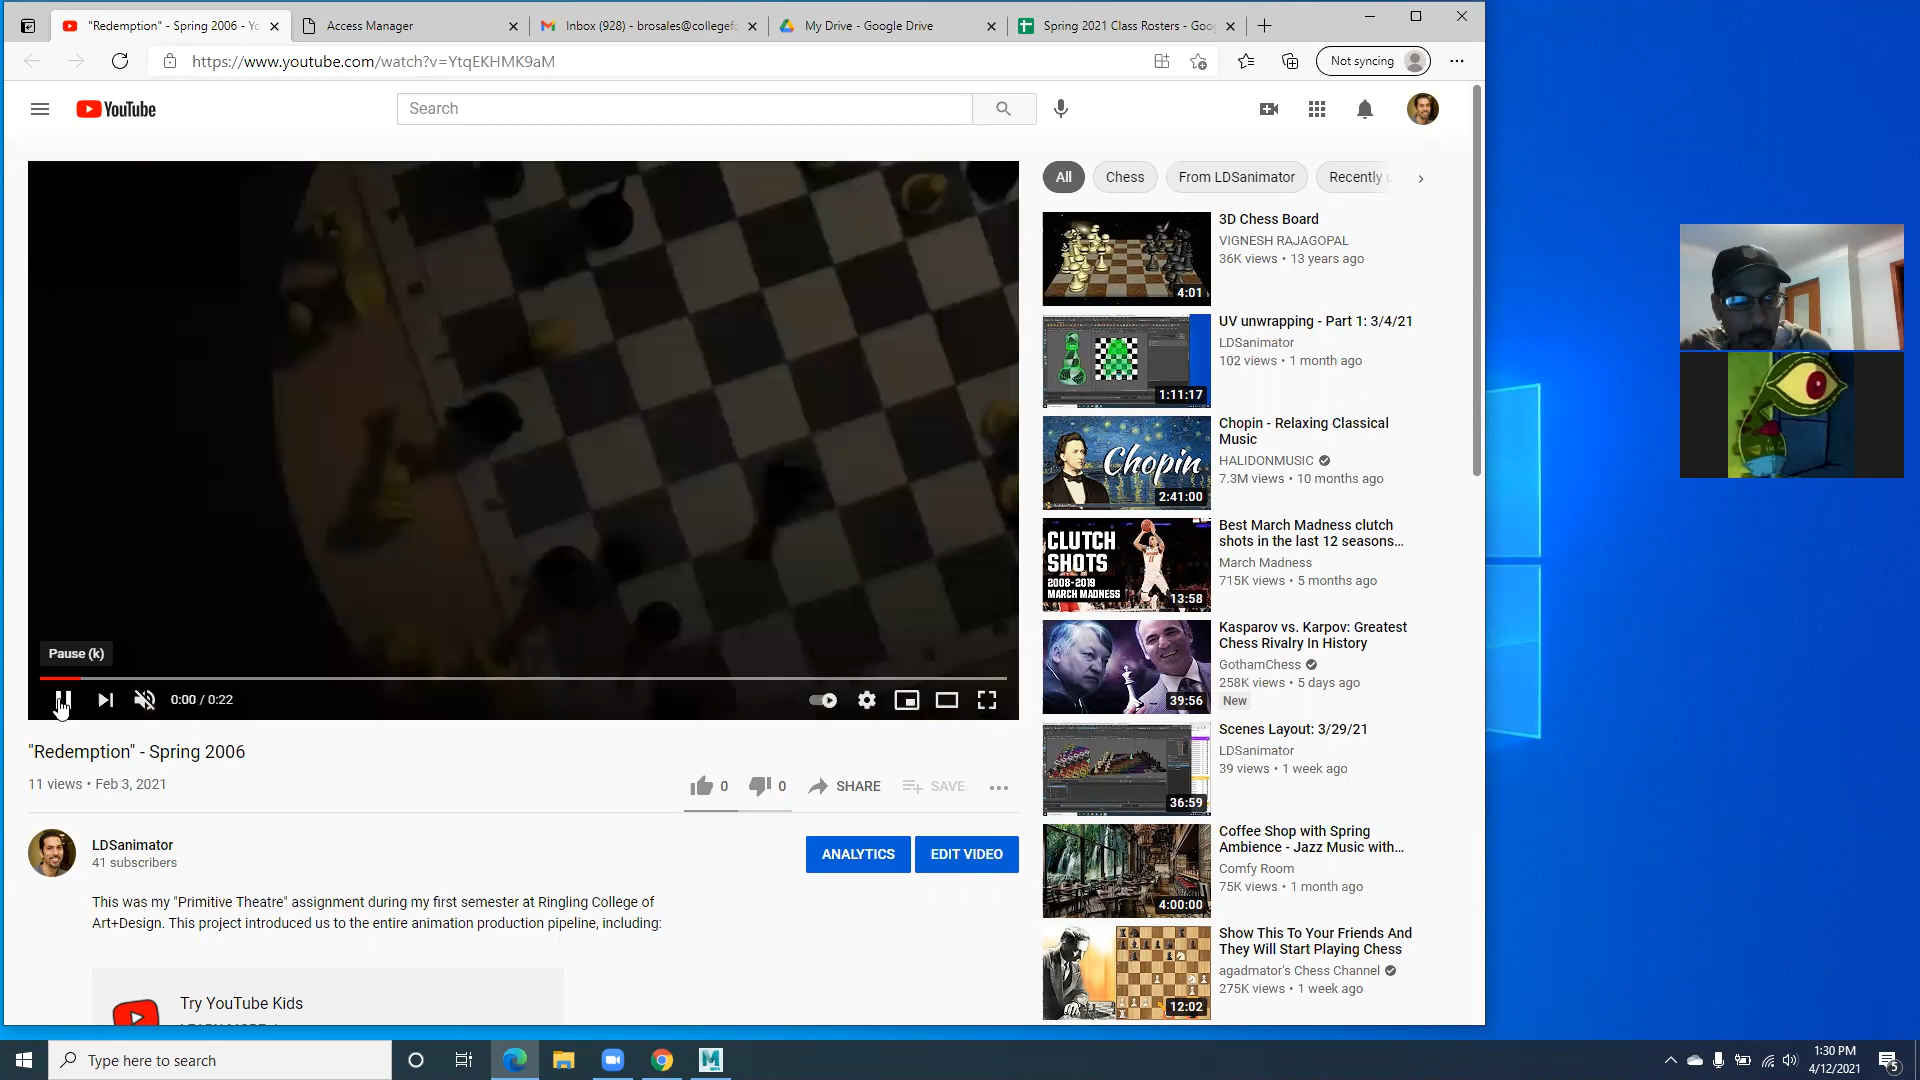 "Redemption" - Spring 2006 - Yo
Access Manager
Inbox (928) - brosales@collegefo
My Drive - Google Drive
Spring 2021 Class Rosters - Goo
https://www.youtube.com/watch?v=YtqEKHMK9aM
Not syncing
YouTube
Search
All
Chess
From LDSanimator
Recently u
Pause (k)
0:00 / 0:22
"Redemption" - Spring 2006
11 views • Feb 3, 2021
0
0
SHARE
SAVE
LDSanimator
41 subscribers
ANALYTICS
EDIT VIDEO
This was my "Primitive Theatre" assignment during my first semester at Ringling College of
Art+Design. This project introduced us to the entire animation production pipeline, including:
Try YouTube Kids
3D Chess Board
VIGNESH RAJAGOPAL
36K views • 13 years ago
4:01
UV unwrapping - Part 1: 3/4/21
LDSanimator
102 views • 1 month ago
1:11:17
Chopin - Relaxing Classical
Music
HALIDONMUSIC
7.3M views • 10 months ago
Chopin
2:41:00
Best March Madness clutch
shots in the last 12 seasons...
March Madness
715K views • 5 months ago
CLUTCH
SHOTS
2008-2019
MARCH MADNESS
13:58
Kasparov vs. Karpov: Greatest
Chess Rivalry In History
GothamChess
258K views • 5 days ago
New
39:56
Scenes Layout: 3/29/21
LDSanimator
39 views • 1 week ago
36:59
Coffee Shop with Spring
Ambience - Jazz Music with...
Comfy Room
75K views • 1 month ago
4:00:00
Show This To Your Friends And
They Will Start Playing Chess
agadmator's Chess Channel
275K views • 1 week ago
12:02
Type here to search
1:30 PM
4/12/2021
5